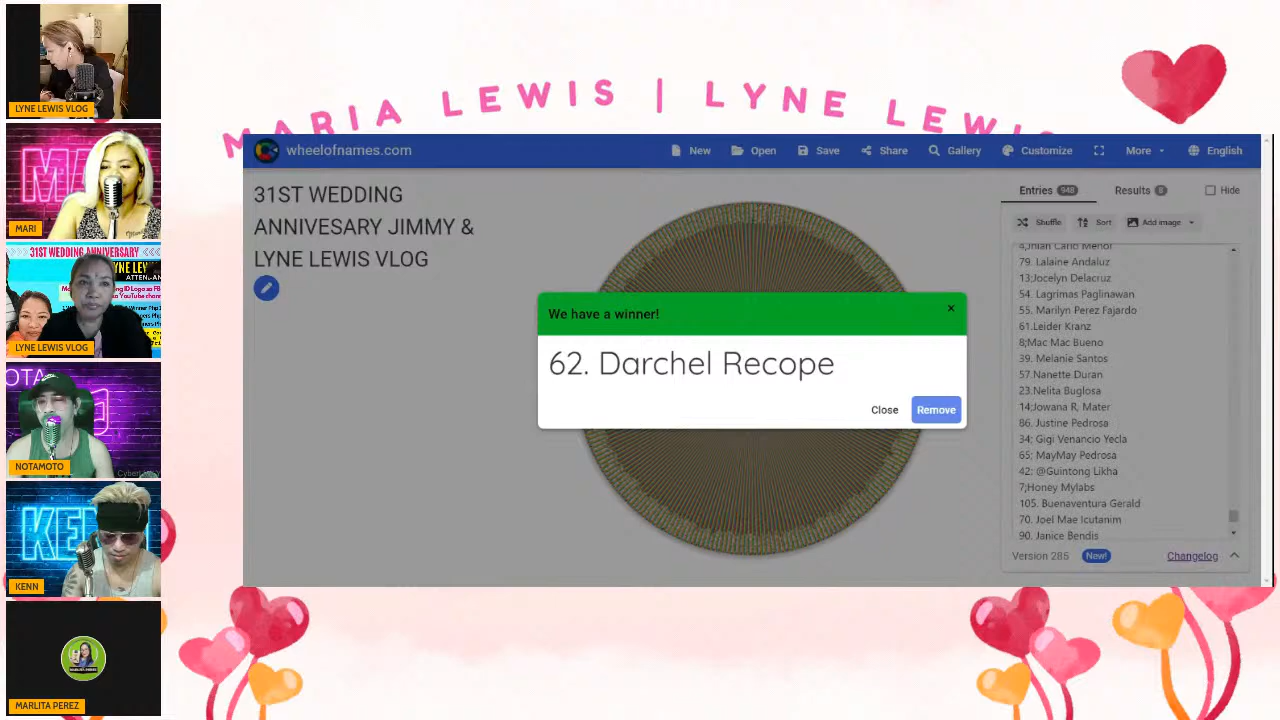 MARIA LEWIS | LYNE LEWIS
LYNE LEWIS VLOG
MARI
31ST WEDDING ANNIVERSARY
LYNE LEWIS VLOG
NOTAMOTO
KENN
KENN
MARLITA PEREZ
wheelofnames.com
New
Open
Save
Share
Gallery
Customize
More
English
31ST WEDDING
ANNIVESARY JIMMY &
LYNE LEWIS VLOG
We have a winner!
×
62. Darchel Recope
Close
Remove
Entries 948
Results 8
Hide
Shuffle
Sort
Add image
79. Lalaine Andaluz
13;Jocelyn Delacruz
54. Lagrimas Paglinawan
55. Marilyn Perez Fajardo
61.Leider Kranz
8;Mac Mac Bueno
39. Melanie Santos
57.Nanette Duran
23.Nelita Buglosa
14;Jowana R, Mater
86. Justine Pedrosa
34; Gigi Venancio Yecla
65; MayMay Pedrosa
42; @Guintong Likha
7;Honey Mylabs
105. Buenaventura Gerald
70. Joel Mae Icutanim
90. Janice Bendis
Version 285
New!
Changelog